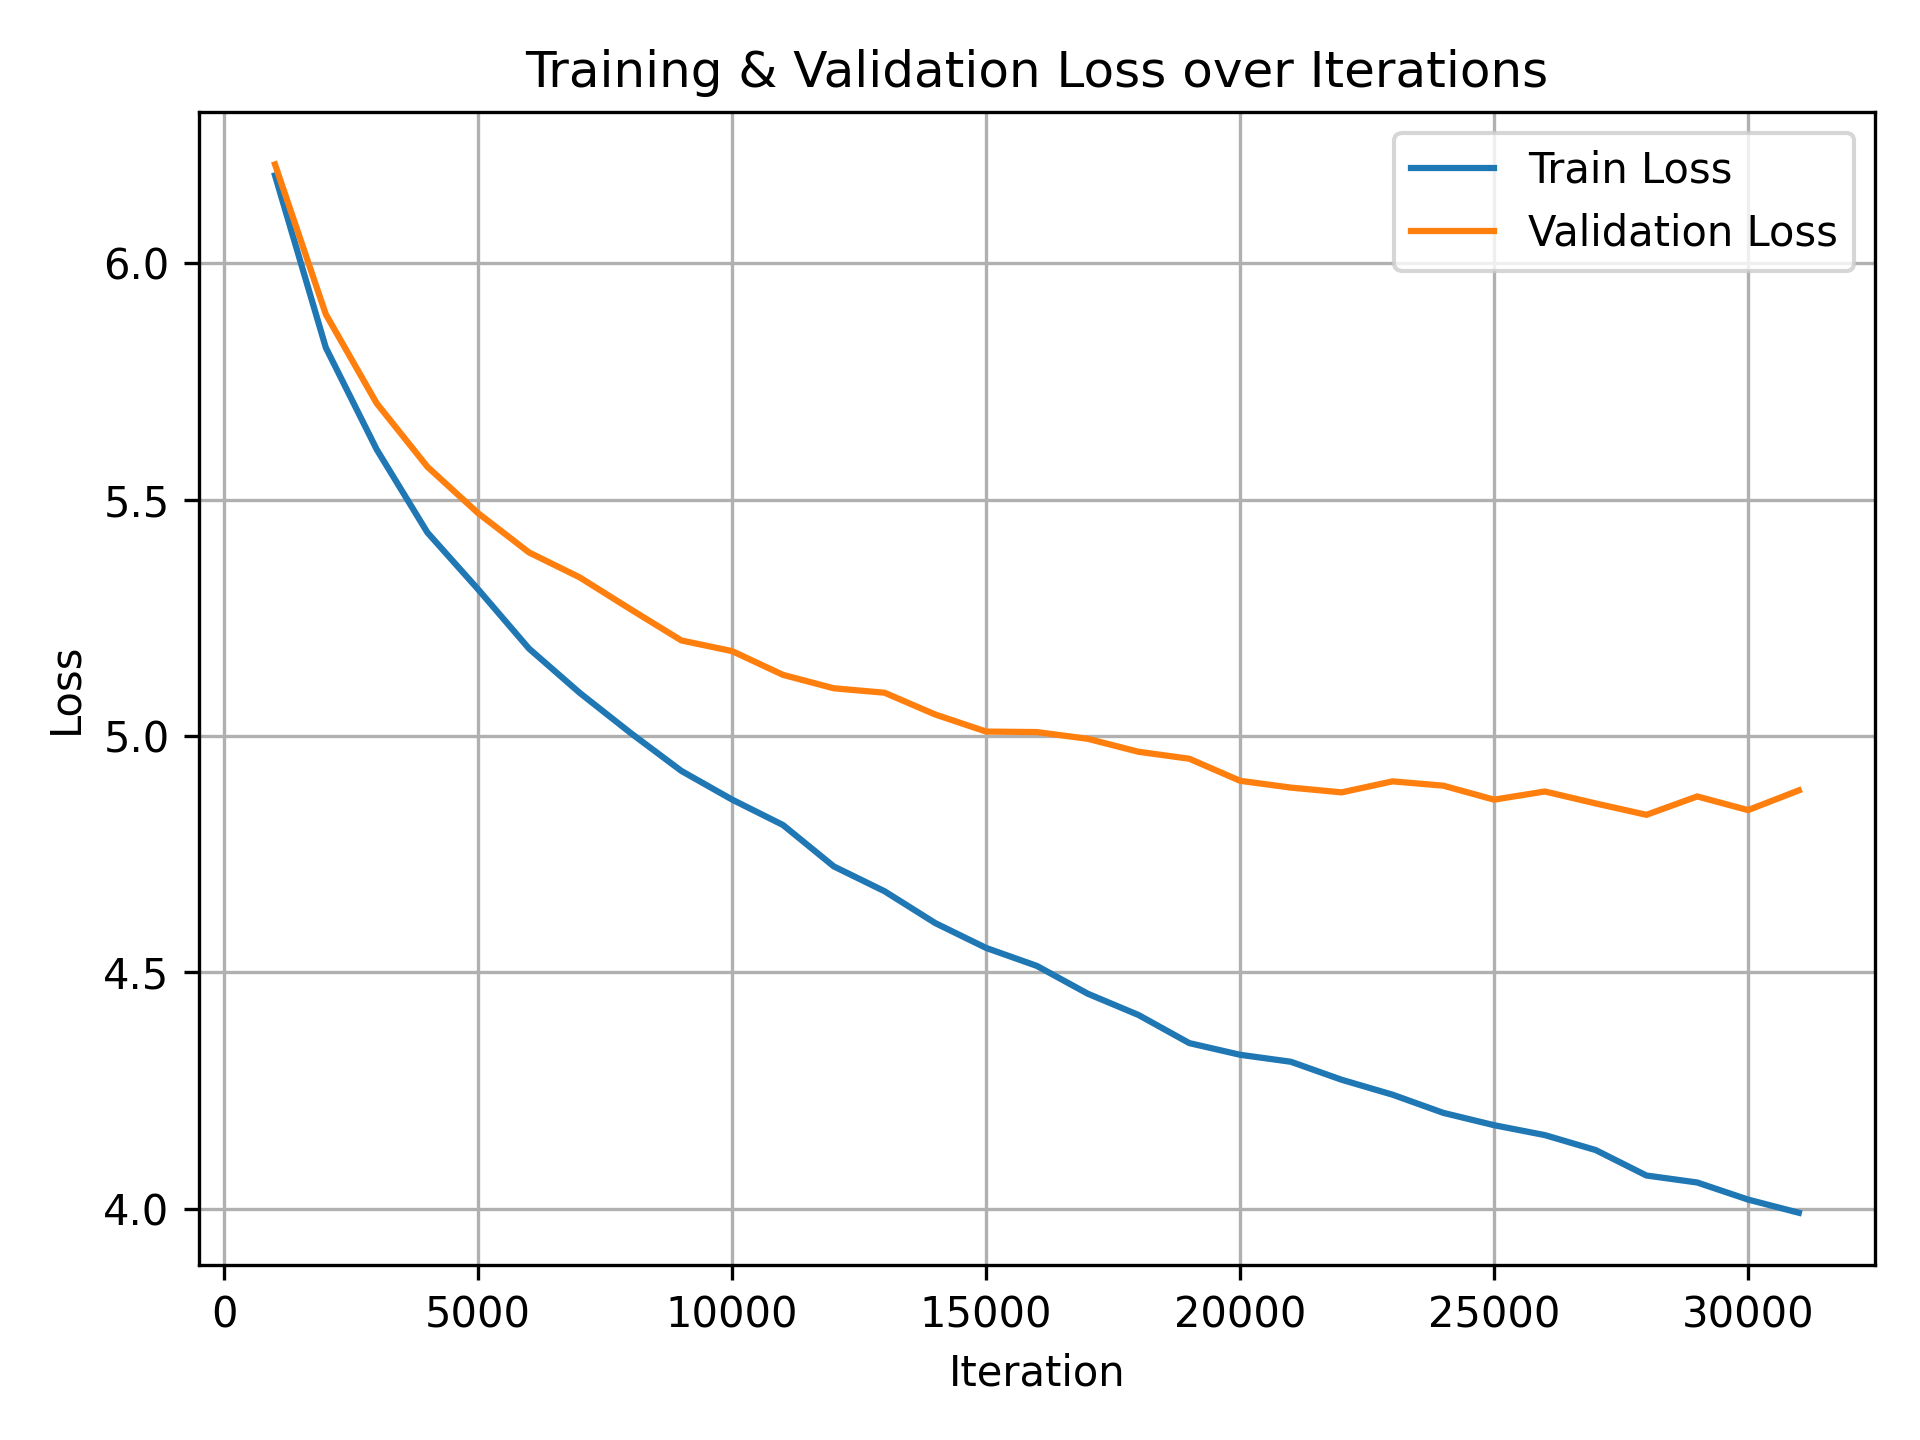 Training & Validation Loss over Iterations
Train Loss
Validation Loss
6.0
5.5
5.0
4.5
4.0
Loss
0 5000 10000 15000 20000 25000 30000
Iteration